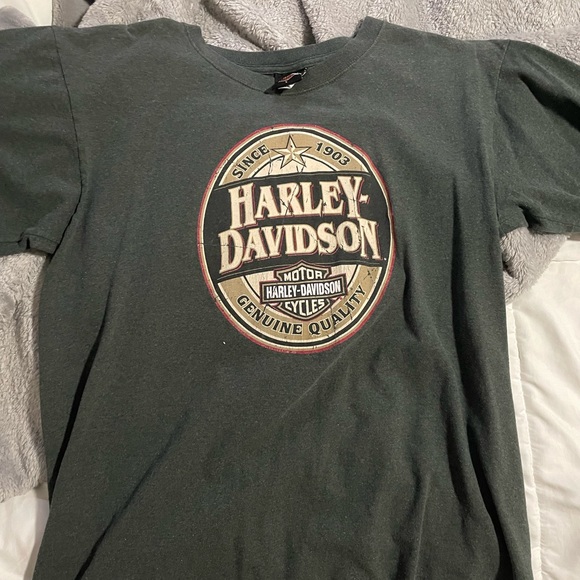 SINCE 1903
HARLEY-
DAVIDSON
MOTOR
HARLEY-DAVIDSON
CYCLES
GENUINE QUALITY